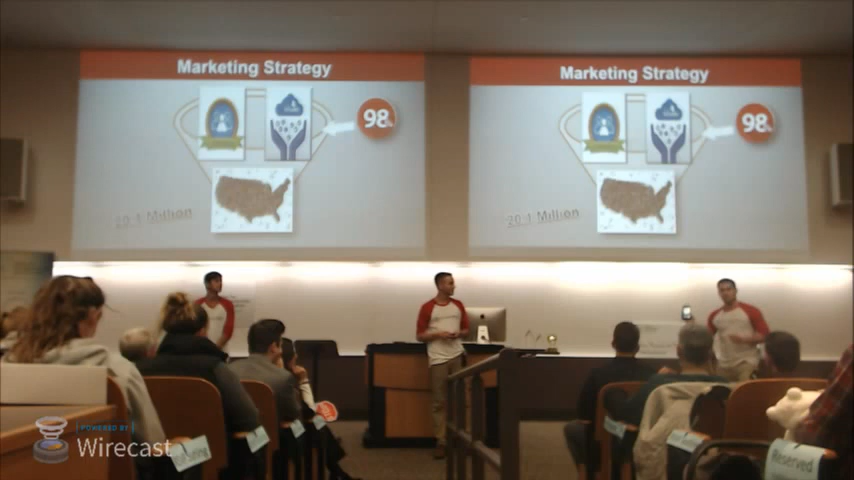 Marketing Strategy
98%
20.1 Million
Marketing Strategy
98%
20.1 Million
POWERED BY
Wirecast
Reserved